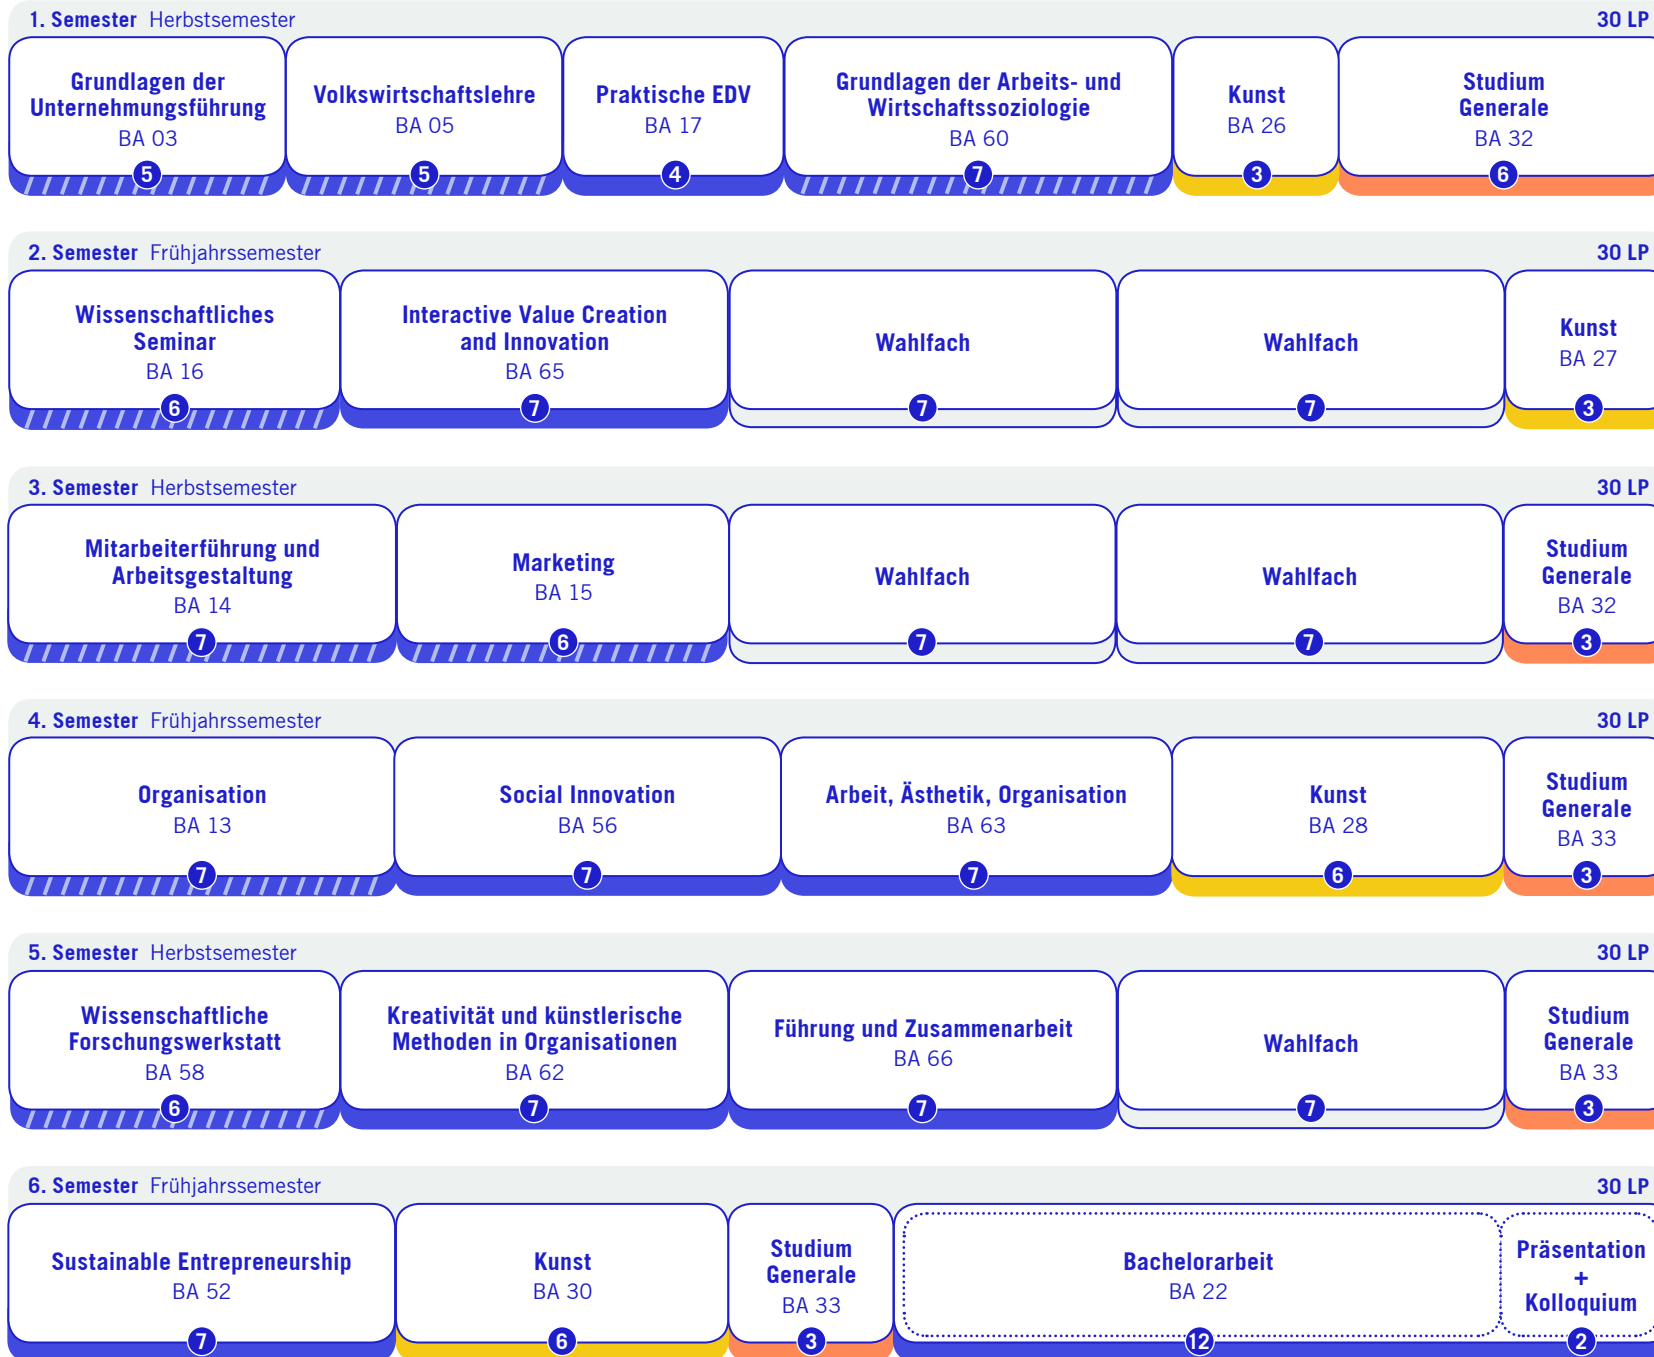 1. Semester Herbstsemester 30 LP
Grundlagen der
Unternehmungsführung
BA 03
5
Volkswirtschaftslehre
BA 05
5
Praktische EDV
BA 17
4
Grundlagen der Arbeits- und
Wirtschaftssoziologie
BA 60
7
Kunst
BA 26
3
Studium
Generale
BA 32
6
2. Semester Frühjahrssemester 30 LP
Wissenschaftliches
Seminar
BA 16
6
Interactive Value Creation
and Innovation
BA 65
7
Wahlfach
7
Wahlfach
7
Kunst
BA 27
3
3. Semester Herbstsemester 30 LP
Mitarbeiterführung und
Arbeitsgestaltung
BA 14
7
Marketing
BA 15
6
Wahlfach
7
Wahlfach
7
Studium
Generale
BA 32
3
4. Semester Frühjahrssemester 30 LP
Organisation
BA 13
7
Social Innovation
BA 56
7
Arbeit, Ästhetik, Organisation
BA 63
7
Kunst
BA 28
6
Studium
Generale
BA 33
3
5. Semester Herbstsemester 30 LP
Wissenschaftliche
Forschungswerkstatt
BA 58
6
Kreativität und künstlerische
Methoden in Organisationen
BA 62
7
Führung und Zusammenarbeit
BA 66
7
Wahlfach
7
Studium
Generale
BA 33
3
6. Semester Frühjahrssemester 30 LP
Sustainable Entrepreneurship
BA 52
7
Kunst
BA 30
6
Studium
Generale
BA 33
3
Bachelorarbeit
BA 22
12
Präsentation
+
Kolloquium
2